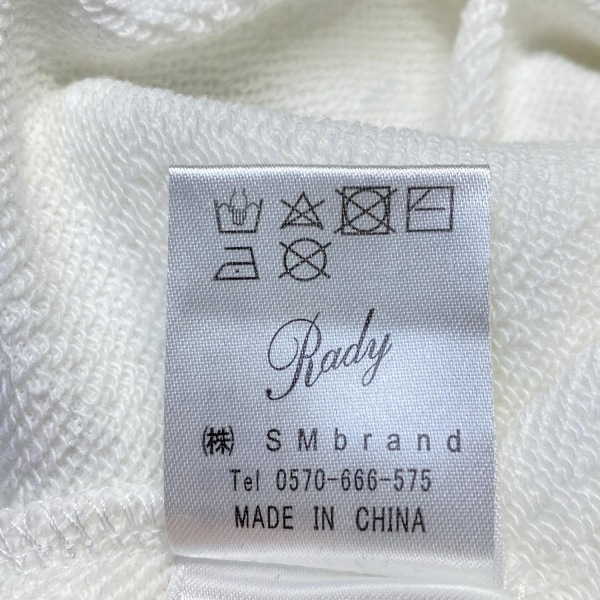 Rady
㈱ SMbrand
Tel 0570-666-575
MADE IN CHINA